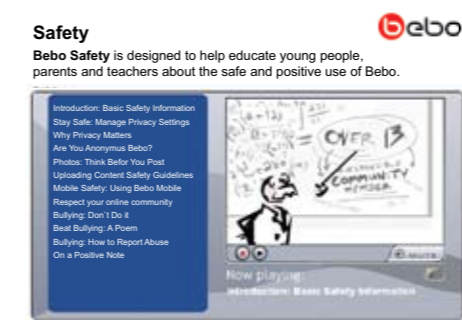 Safety
bebo
Bebo Safety is designed to help educate young people,
parents and teachers about the safe and positive use of Bebo.
Introduction: Basic Safety Information
Stay Safe: Manage Privacy Settings
Why Privacy Matters
Are You Anonymus Bebo?
Photos: Think Befor You Post
Uploading Content Safety Guidelines
Mobile Safety: Using Bebo Mobile
Respect your online community
Bullying: Don`t Do it
Beat Bullying: A Poem
Bullying: How to Report Abuse
On a Positive Note
= OVER 13
COMMUNITY
MEMBER
MUTE
Now playing:
Introduction: Basic Safety Information